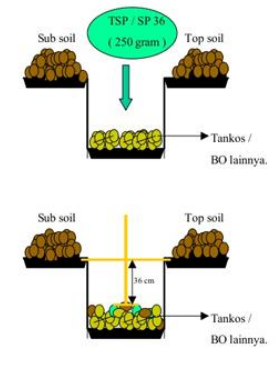 TSP / SP 36
( 250 gram )
Sub soil
Top soil
Tankos /
BO lainnya.
Sub soil
Top soil
36 cm
Tankos /
BO lainnya.